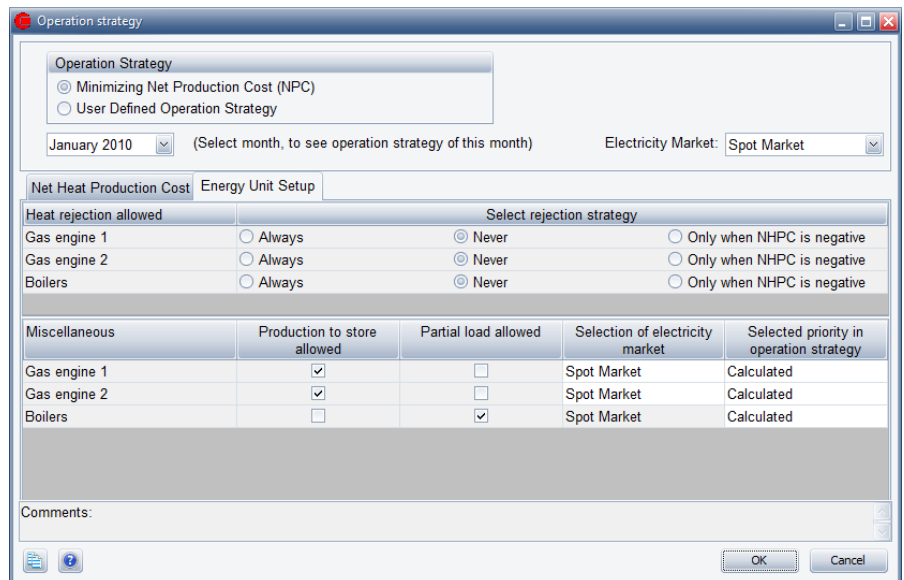 Operation strategy
Operation Strategy
Minimizing Net Production Cost (NPC)
User Defined Operation Strategy
January 2010 (Select month, to see operation strategy of this month) Electricity Market: Spot Market
Net Heat Production Cost Energy Unit Setup
Heat rejection allowed Select rejection strategy
Gas engine 1 Always Never Only when NHPC is negative
Gas engine 2 Always Never Only when NHPC is negative
Boilers Always Never Only when NHPC is negative
Miscellaneous Production to store allowed Partial load allowed Selection of electricity market Selected priority in operation strategy
Gas engine 1 Spot Market Calculated
Gas engine 2 Spot Market Calculated
Boilers Spot Market Calculated
Comments:
OK Cancel